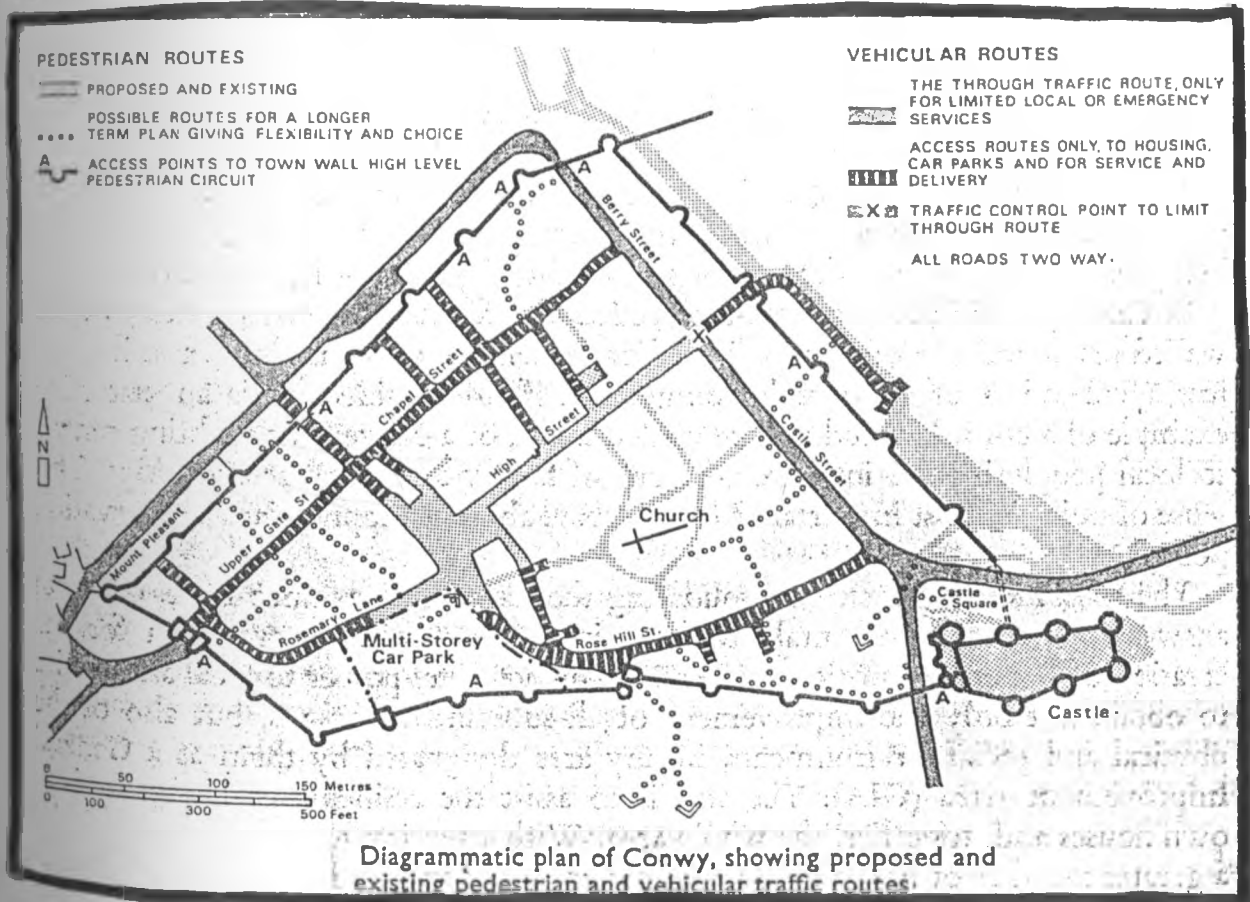 PEDESTRIAN ROUTES
PROPOSED AND EXISTING
POSSIBLE ROUTES FOR A LONGER
TERM PLAN GIVING FLEXIBILITY AND CHOICE
A
ACCESS POINTS TO TOWN WALL HIGH LEVEL
PEDESTRIAN CIRCUIT
VEHICULAR ROUTES
THE THROUGH TRAFFIC ROUTE, ONLY
FOR LIMITED LOCAL OR EMERGENCY
SERVICES
ACCESS ROUTES ONLY, TO HOUSING,
CAR PARKS AND FOR SERVICE AND
DELIVERY
X
TRAFFIC CONTROL POINT TO LIMIT
THROUGH ROUTE
ALL ROADS TWO WAY.
A
A
A
A
Berry Street
X
A
A
Chapel Street
High Street
Castle Street
N
Mount Pleasant
Upper Gate St.
Church
Rosemary Lane
Multi-Storey
Car Park
Rose Hill St.
Castle
Square
A
A
A
Castle.
0 50 100 150 Metres
0 100 300 500 Feet
Diagrammatic plan of Conwy, showing proposed and
existing pedestrian and vehicular traffic routes.